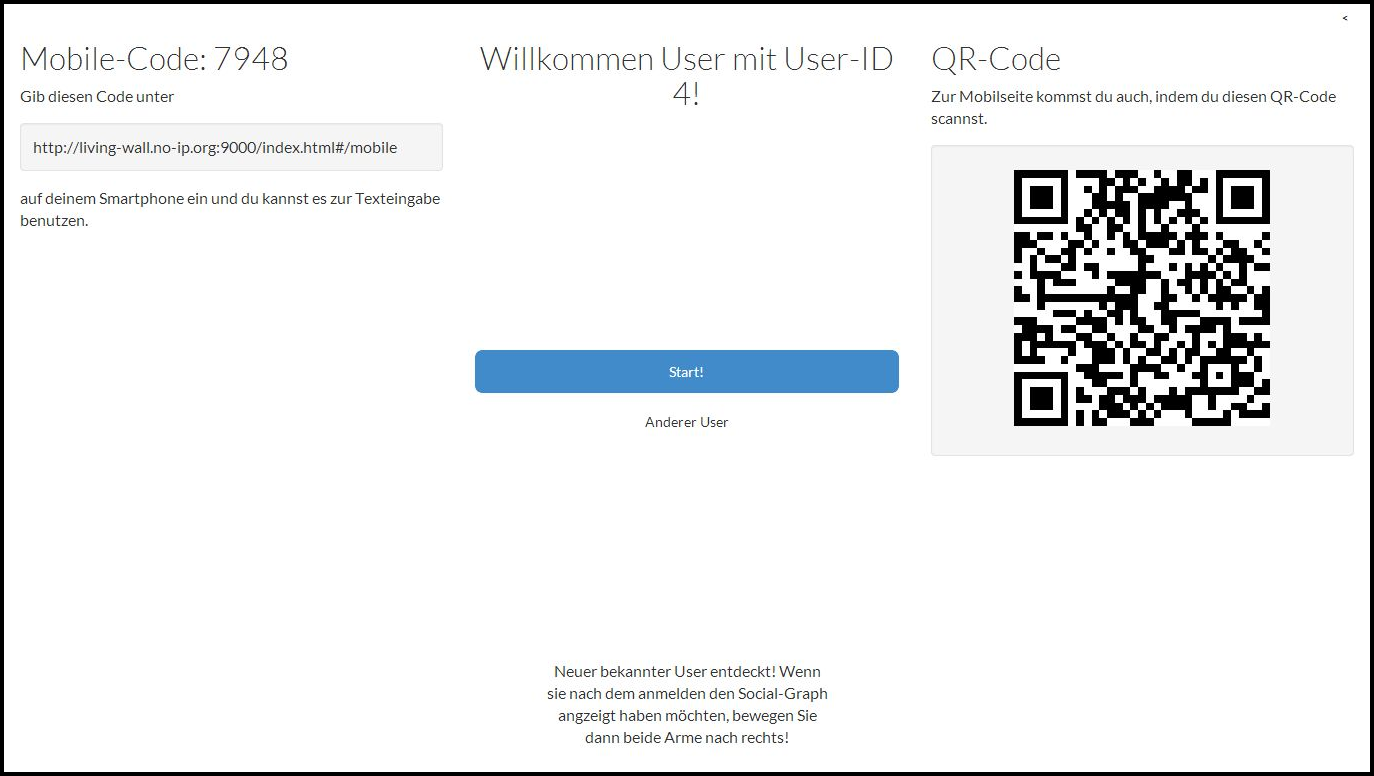 <
Mobile-Code: 7948
Gib diesen Code unter
http://living-wall.no-ip.org:9000/index.html#/mobile
auf deinem Smartphone ein und du kannst es zur Texteingabe
benutzen.
Willkommen User mit User-ID
4!
Start!
Anderer User
Neuer bekannter User entdeckt! Wenn
sie nach dem anmelden den Social-Graph
angzeigt haben möchten, bewegen Sie
dann beide Arme nach rechts!
QR-Code
Zur Mobilseite kommst du auch, indem du diesen QR-Code
scannst.